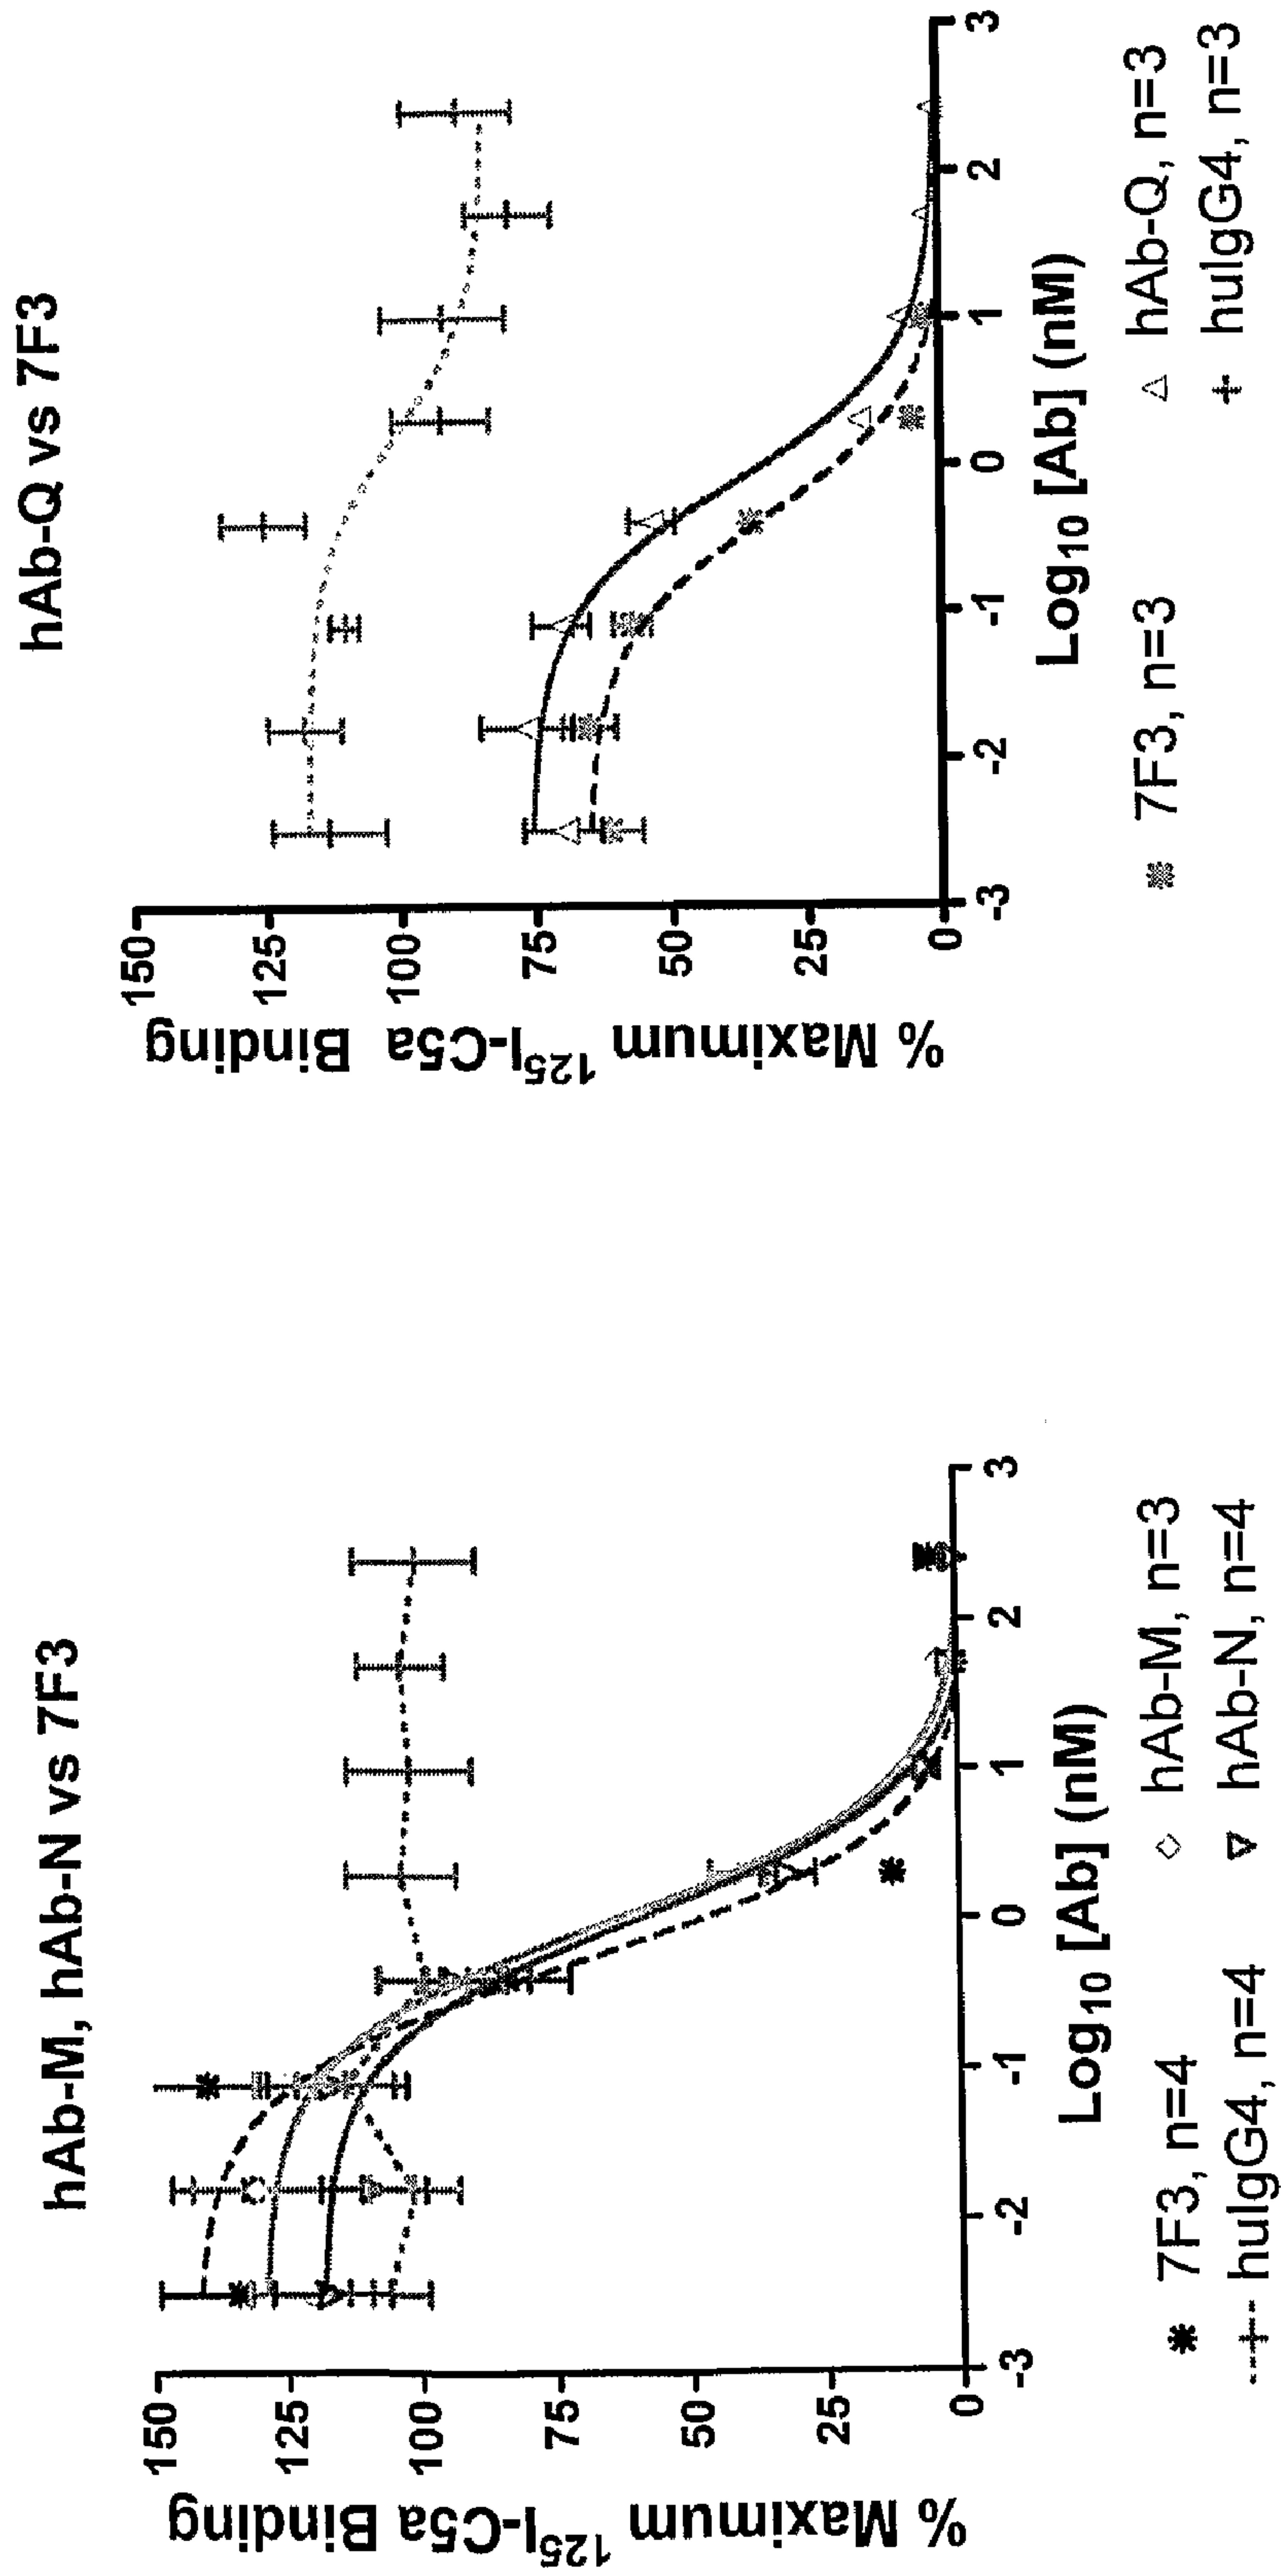 hAb-M, hAb-N vs 7F3
% Maximum ¹²⁵I-C5a Binding
150
125
100
75
50
25
0
-3
-2
-1
0
1
2
3
Log₁₀ [Ab] (nM)
7F3, n=4
hAb-M, n=3
huIgG4, n=4
hAb-N, n=4
hAb-Q vs 7F3
% Maximum ¹²⁵I-C5a Binding
150
125
100
75
50
25
0
-3
-2
-1
0
1
2
3
Log₁₀ [Ab] (nM)
7F3, n=3
hAb-Q, n=3
huIgG4, n=3